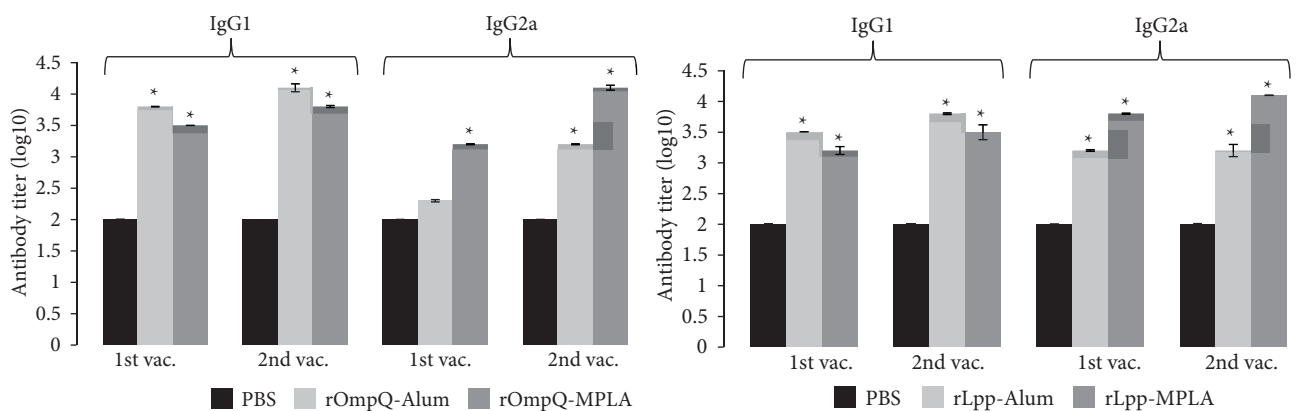 IgG1
IgG2a
Antibody titer (log10)
4.5
4
3.5
3
2.5
2
1.5
1
0.5
0
* * * * * * *
1st vac. 2nd vac. 1st vac. 2nd vac.
PBS rOmpQ-Alum rOmpQ-MPLA
IgG1
IgG2a
Antibody titer (log10)
4.5
4
3.5
3
2.5
2
1.5
1
0.5
0
* * * * * * * *
1st vac. 2nd vac. 1st vac. 2nd vac.
PBS rLpp-Alum rLpp-MPLA